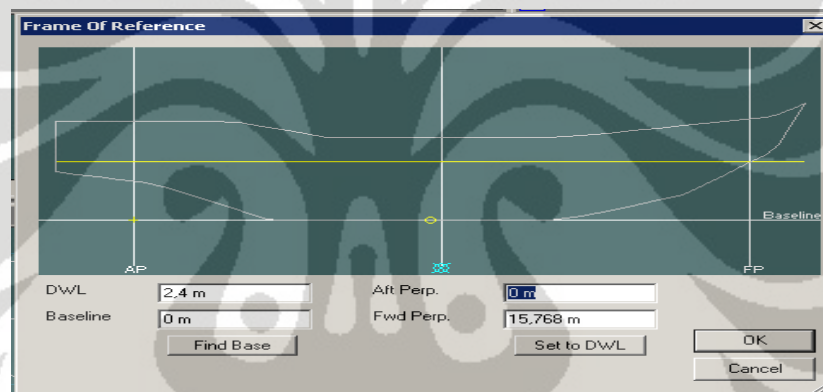 Frame Of Reference
Baseline
AP
FP
DWL
2,4 m
Aft Perp.
0 m
Baseline
0 m
Fwd Perp.
15,768 m
Find Base
Set to DWL
OK
Cancel